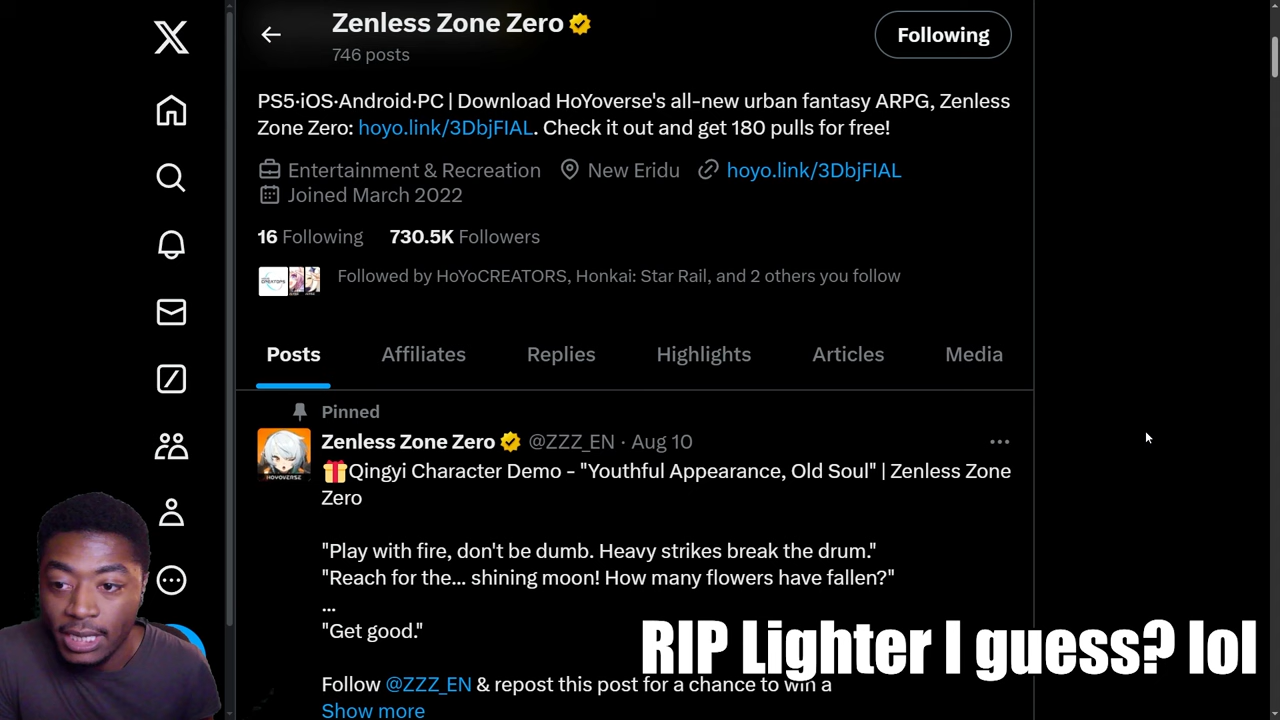 Zenless Zone Zero
746 posts
Following
PS5·iOS·Android·PC | Download HoYoverse's all-new urban fantasy ARPG, Zenless
Zone Zero: hoyo.link/3DbjFIAL. Check it out and get 180 pulls for free!
Entertainment & Recreation New Eridu hoyo.link/3DbjFIAL
Joined March 2022
16 Following 730.5K Followers
Followed by HoYoCREATORS, Honkai: Star Rail, and 2 others you follow
Posts Affiliates Replies Highlights Articles Media
Pinned
Zenless Zone Zero @ZZZ_EN · Aug 10
Qingyi Character Demo - "Youthful Appearance, Old Soul" | Zenless Zone
Zero
"Play with fire, don't be dumb. Heavy strikes break the drum."
"Reach for the... shining moon! How many flowers have fallen?"
...
"Get good."
Follow @ZZZ_EN & repost this post for a chance to win a
Show more
HOYOVERSE
RIP Lighter I guess? lol